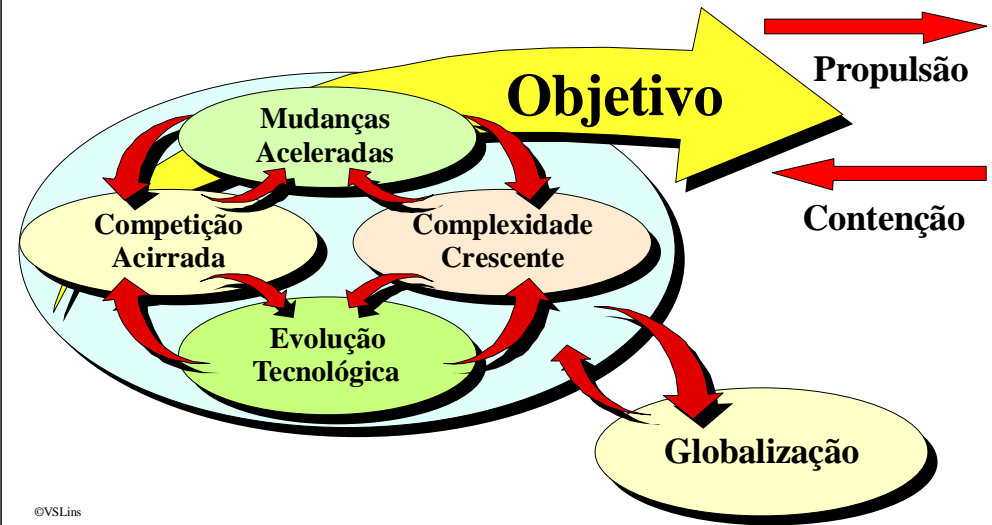 Objetivo
Propulsão
Contenção
Mudanças
Aceleradas
Competição
Acirrada
Complexidade
Crescente
Evolução
Tecnológica
Globalização
©VSLins